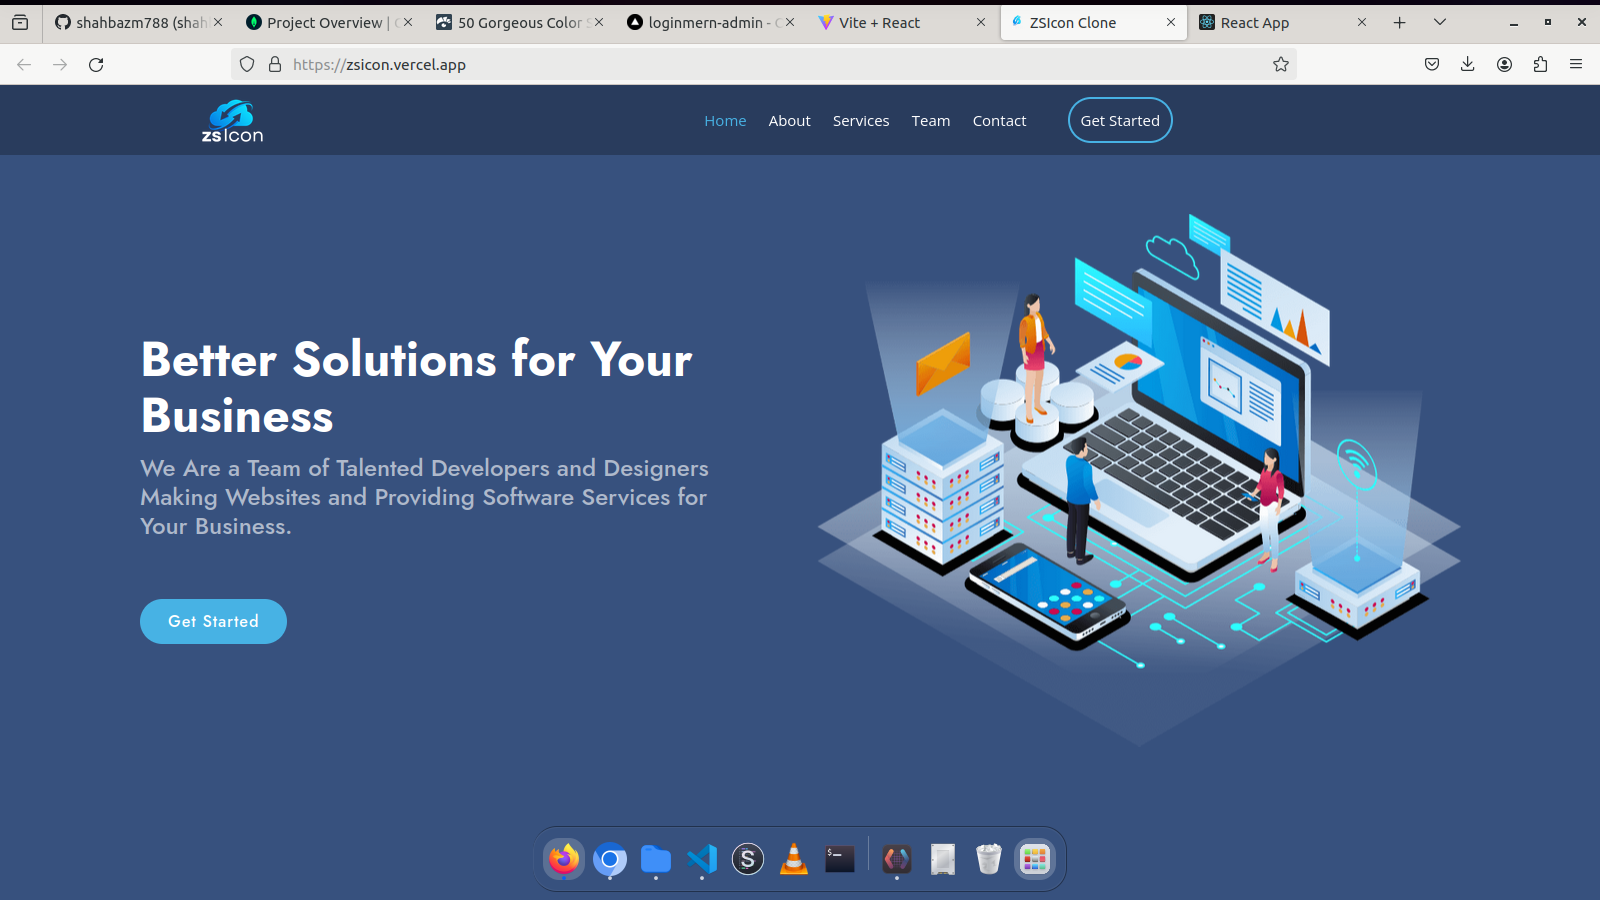 shahbazm788 (shah
Project Overview |
50 Gorgeous Color S
loginmern-admin - O
Vite + React
ZSIcon Clone
React App
https://zsicon.vercel.app
zsIcon
Home
About
Services
Team
Contact
Get Started
Better Solutions for Your
Business
We Are a Team of Talented Developers and Designers
Making Websites and Providing Software Services for
Your Business.
Get Started
S
$